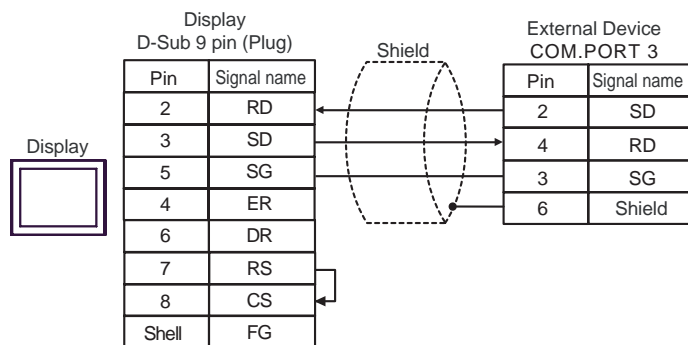 Display
D-Sub 9 pin (Plug)
Shield
External Device
COM.PORT 3
Display
Pin Signal name
2 RD
3 SD
5 SG
4 ER
6 DR
7 RS
8 CS
Shell FG
Pin Signal name
2 SD
4 RD
3 SG
6 Shield